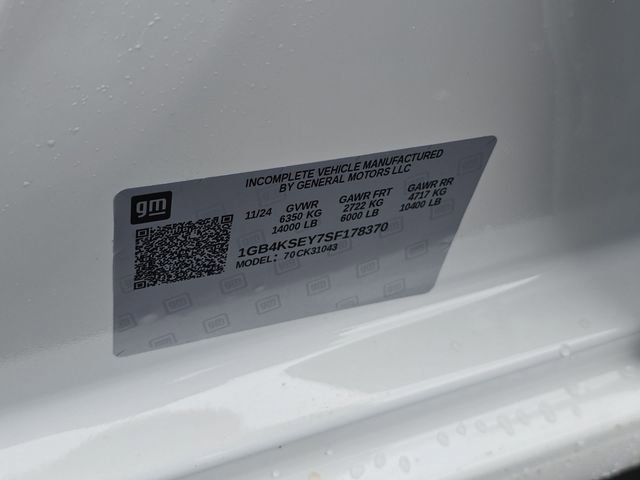 INCOMPLETE VEHICLE MANUFACTURED
BY GENERAL MOTORS LLC
gm
11/24 GVWR GAWR FRT GAWR RR
6350 KG 2722 KG 4717 KG
14000 LB 6000 LB 10400 LB
1GB4KSEY7SF178370
MODEL: 70CK31043